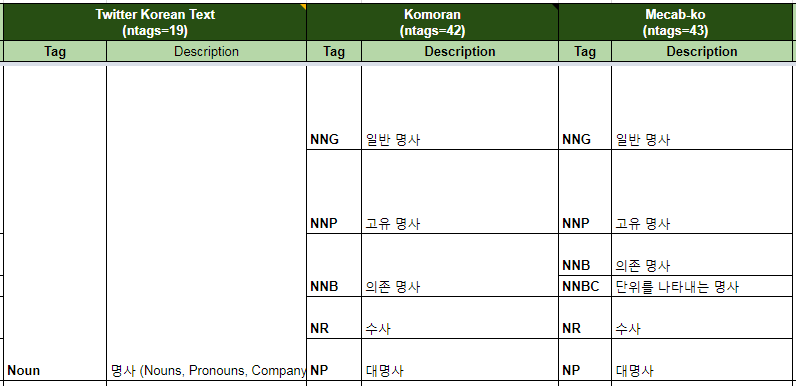 Twitter Korean Text Komoran Mecab-ko
(ntags=19) (ntags=42) (ntags=43)
Tag Description Tag Description Tag Description
NNG 일반 명사 NNG 일반 명사
NNP 고유 명사 NNP 고유 명사
NNB 의존 명사
NNB 의존 명사 NNBC 단위를 나타내는 명사
NR 수사 NR 수사
Noun 명사 (Nouns, Pronouns, Company NP 대명사 NP 대명사